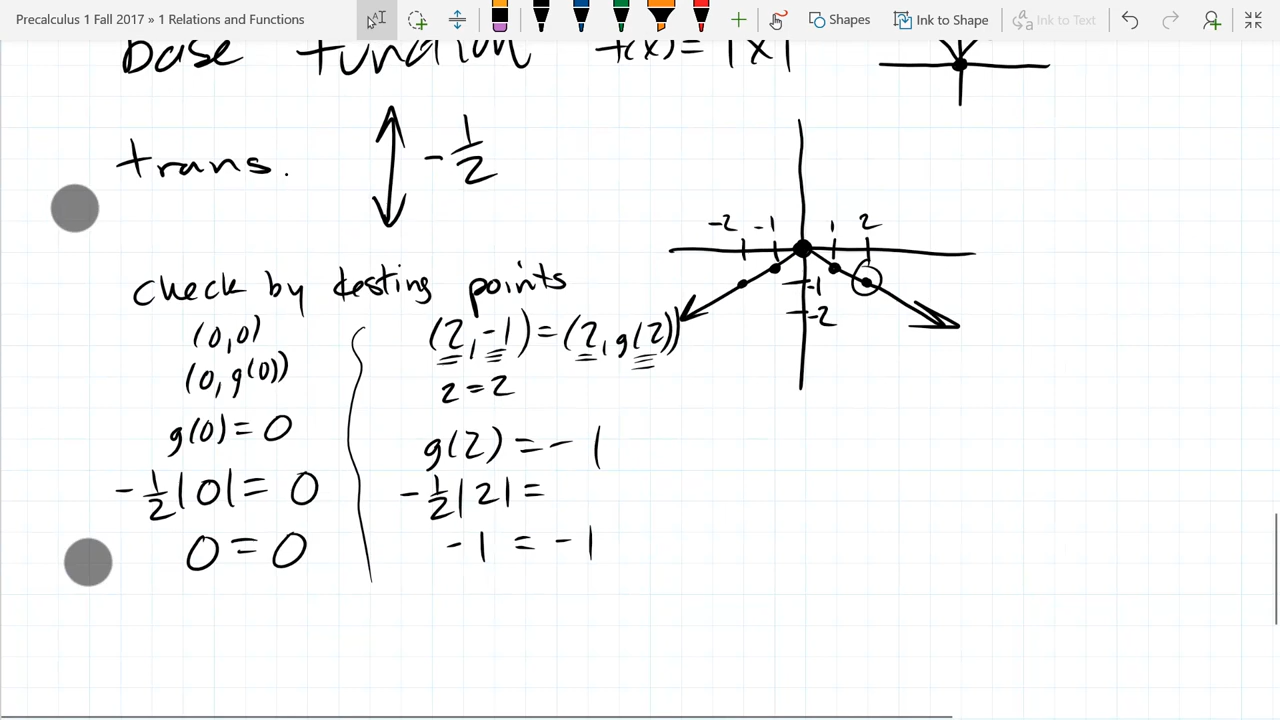 Precalculus 1 Fall 2017 » 1 Relations and Functions
Shapes
Ink to Shape
Ink to Text
base function f(x) = |x|
trans. -1/2
-2 -1 1 2
-1
-2
check by testing points
(0,0)
(0, g(0))
g(0) = 0
-1/2|0| = 0
0 = 0
(2,-1) = (2, g(2))
2 = 2
g(2) = -1
-1/2|2| =
-1 = -1